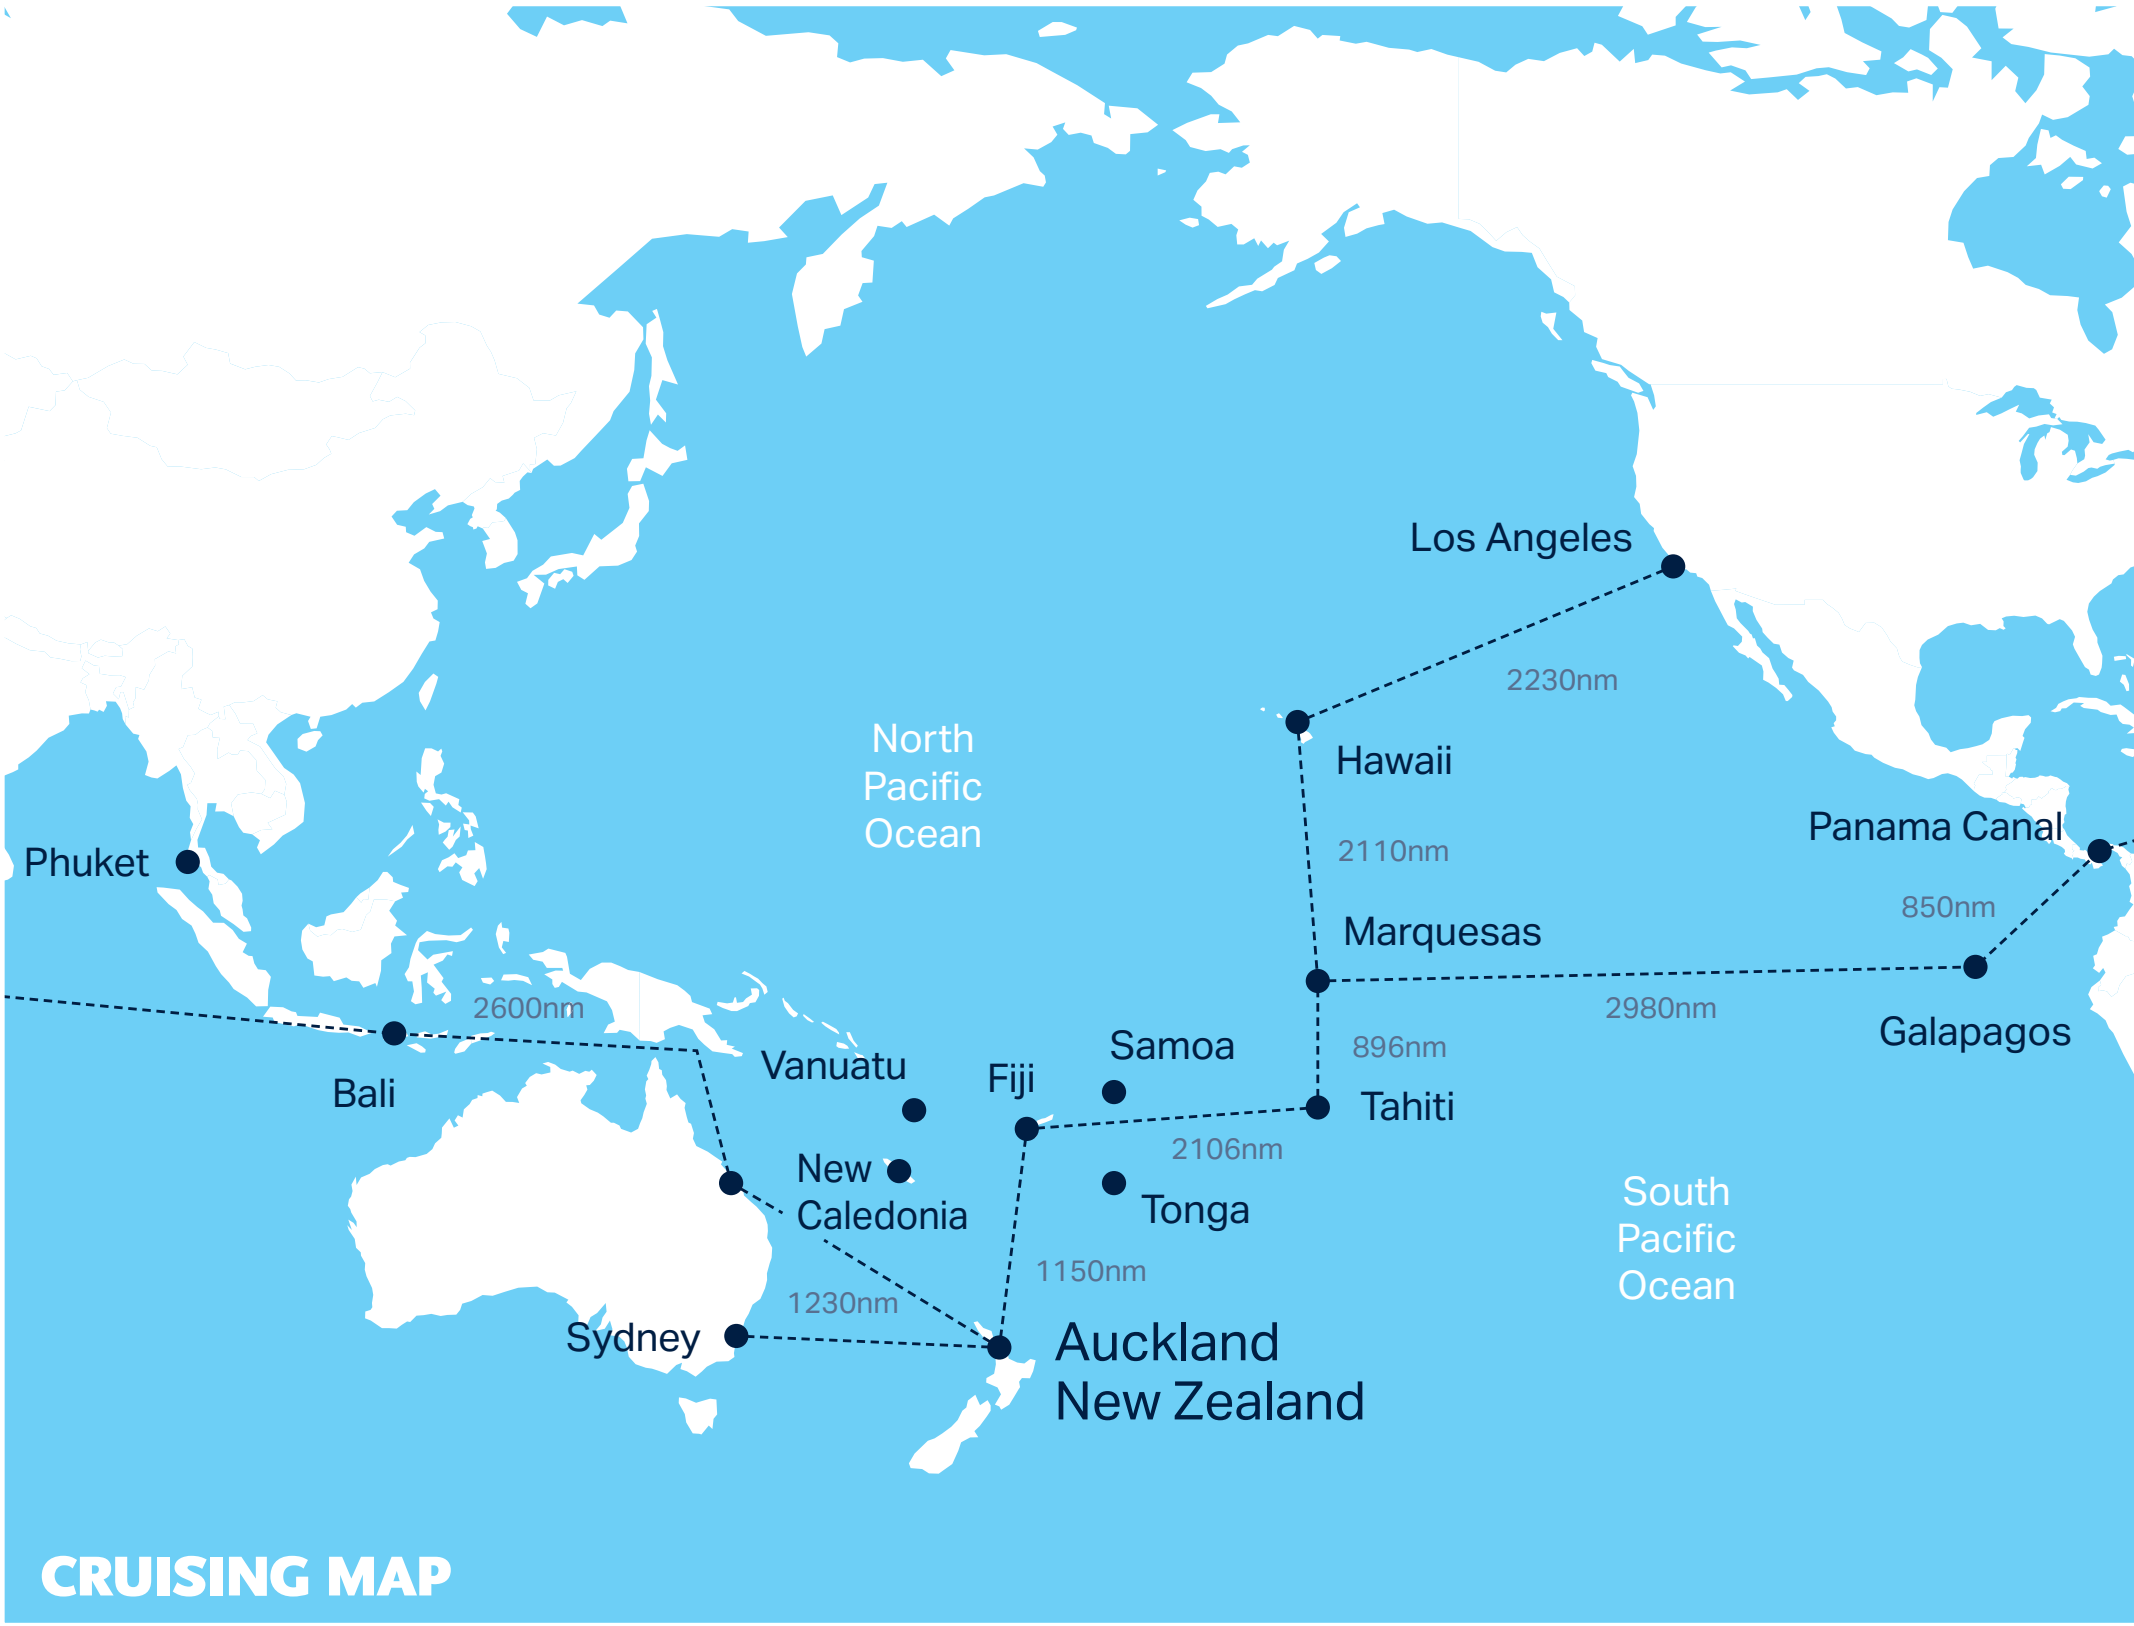 Los Angeles
2230nm
North
Pacific
Ocean
Hawaii
Panama Canal
2110nm
Phuket
850nm
Marquesas
2980nm
Galapagos
2600nm
Bali
Vanuatu
Fiji
Samoa
896nm
Tahiti
2106nm
New
Caledonia
Tonga
South
Pacific
Ocean
1150nm
1230nm
Sydney
Auckland
New Zealand
CRUISING MAP